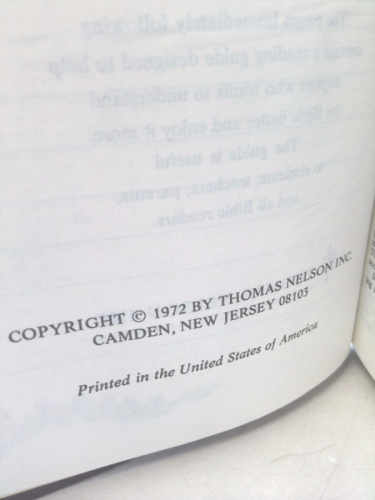 The pages immediately following
contain a reading guide designed to help
anyone who wants to understand
the Bible better and enjoy it more
The guide is useful
to students, teachers, parents,
and all Bible readers.
COPYRIGHT © 1972 BY THOMAS NELSON INC.
CAMDEN, NEW JERSEY 08103
Printed in the United States of America